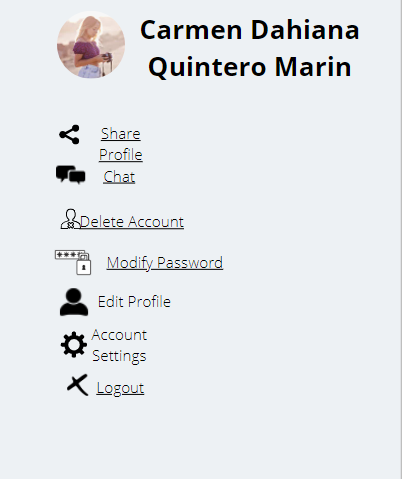 Carmen Dahiana
Quintero Marin
Share
Profile
Chat
Delete Account
****
Modify Password
Edit Profile
Account
Settings
Logout